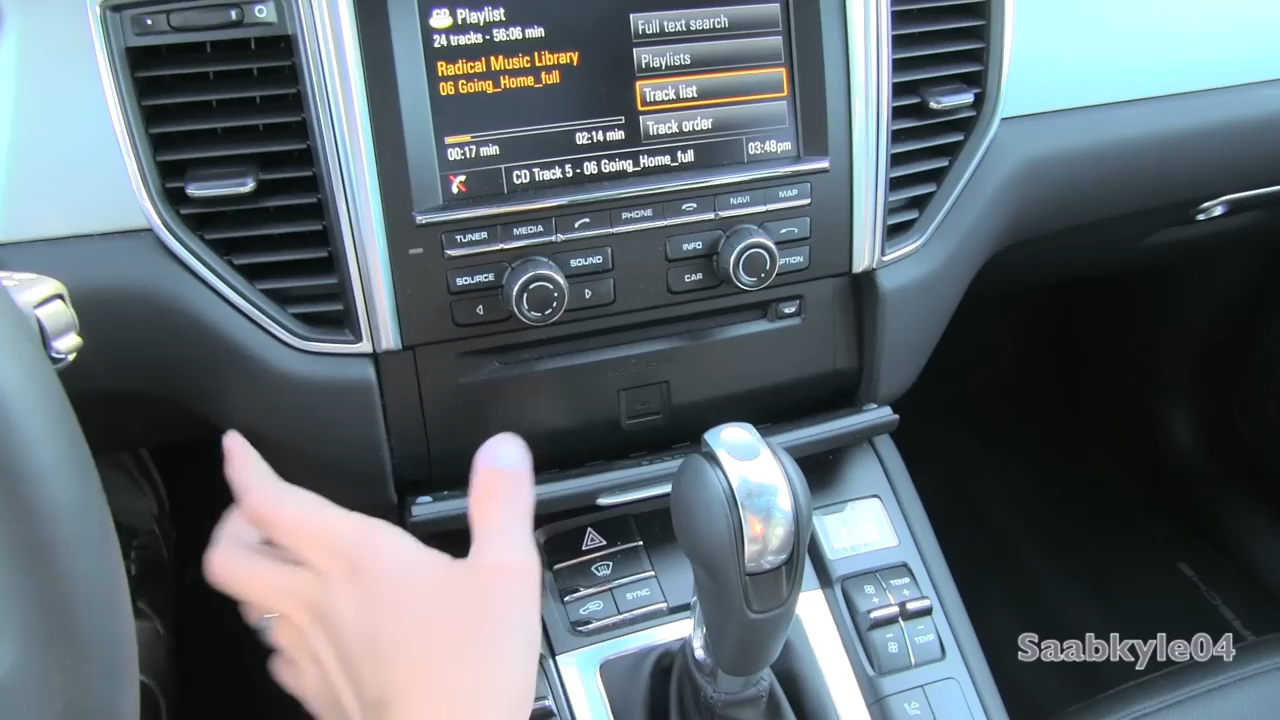 Playlist
24 tracks - 56:06 min
Radical Music Library
06 Going_Home_full
00:17 min
02:14 min
CD Track 5 - 06 Going_Home_full
03:48pm
Full text search
Playlists
Track list
Track order
TUNER
MEDIA
PHONE
NAVI
MAP
SOURCE
SOUND
INFO
CAR
PTION
SYNC
TEMP
TEMP
Saabkyle04